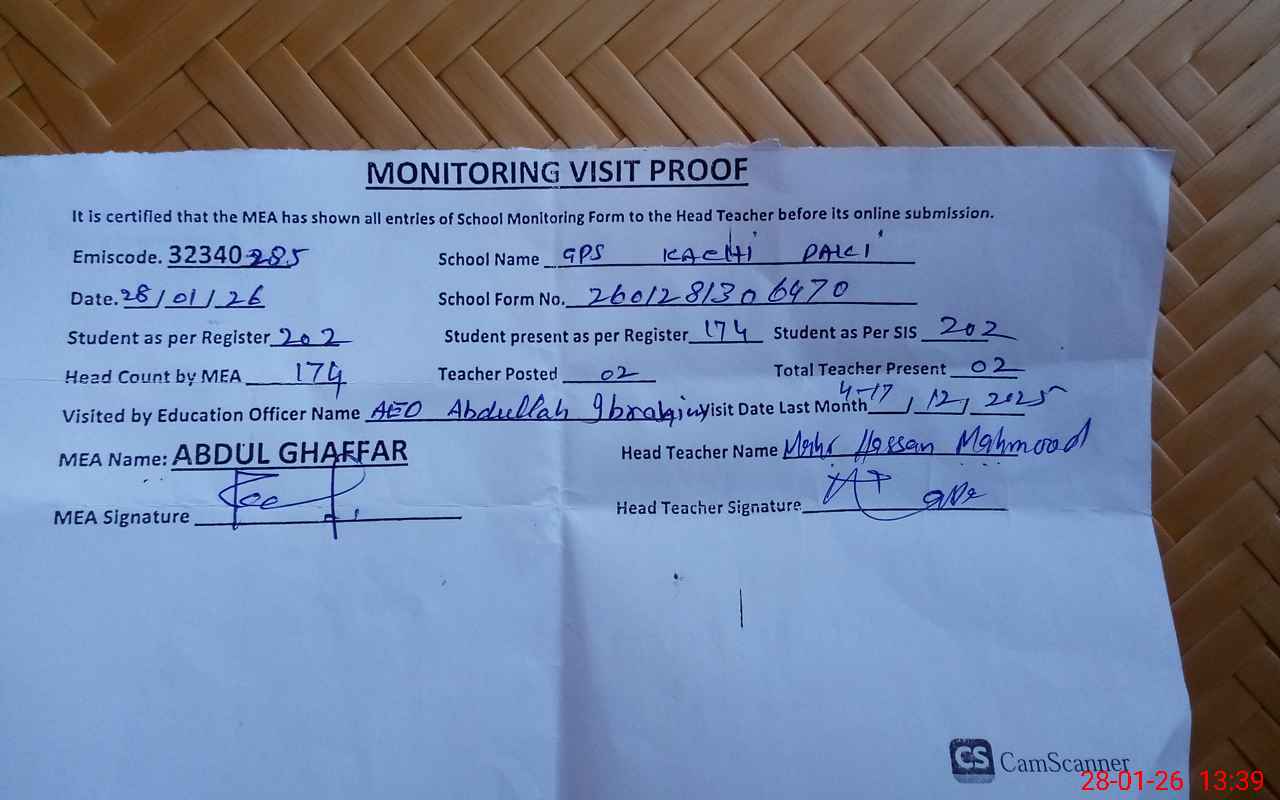 MONITORING VISIT PROOF
It is certified that the MEA has shown all entries of School Monitoring Form to the Head Teacher before its online submission.
Emiscode. 32340285 School Name GPS KACHI PAKKI
Date. 28/01/26 School Form No. 2601281306470
Student as per Register 202 Student present as per Register 174 Student as Per SIS 202
Head Count by MEA 174 Teacher Posted 02 Total Teacher Present 02
Visited by Education Officer Name AEO Abdullah Ibrahim Visit Date Last Month 4-17/12/2025
MEA Name: ABDUL GHAFFAR Head Teacher Name Hassan Mahmood
MEA Signature Head Teacher Signature
CS CamScanner
28-01-26 13:39